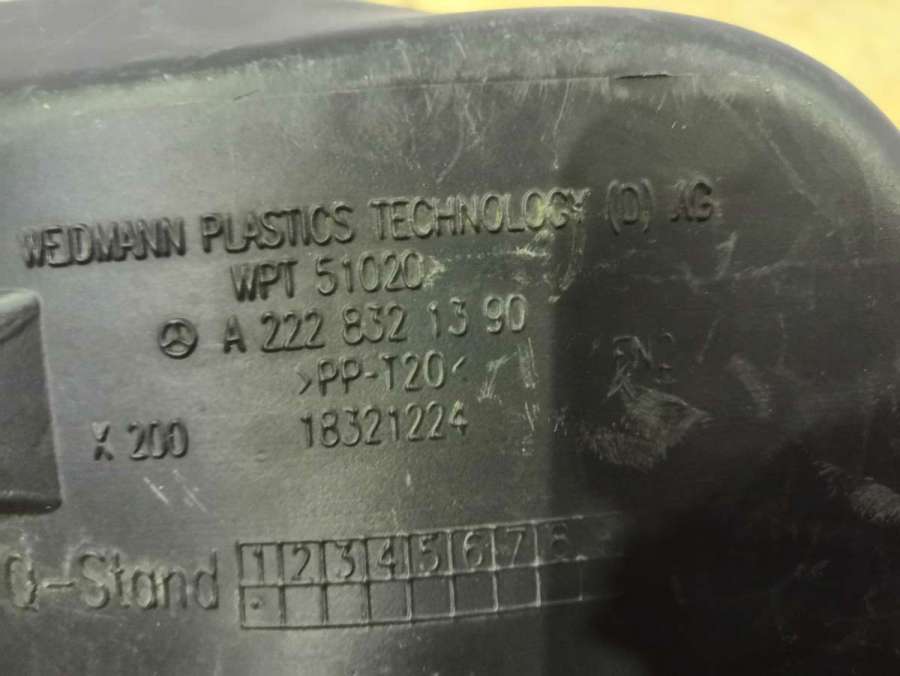 WEIDMANN PLASTICS TECHNOLOGY (D) AG
WPT 51020
A 222 832 13 90
>PP-T20<
X 200 18321224
Q-Stand 1 2 3 4 5 6 7 8